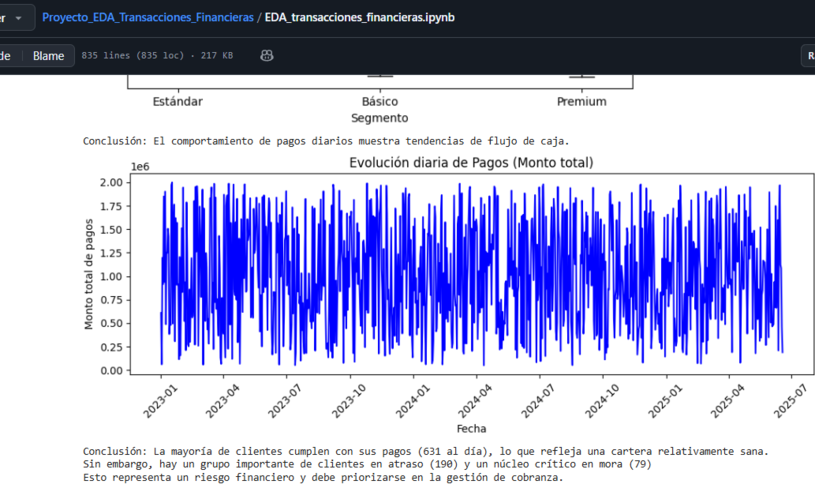 Proyecto_EDA_Transacciones_Financieras / EDA_transacciones_financieras.ipynb
Blame 835 lines (835 loc) · 217 KB
Estándar Básico Premium
Segmento
Conclusión: El comportamiento de pagos diarios muestra tendencias de flujo de caja.
Evolución diaria de Pagos (Monto total)
1e6
2.00
1.75
1.50
1.25
1.00
0.75
0.50
0.25
0.00
Monto total de pagos
2023-01 2023-04 2023-07 2023-10 2024-01 2024-04 2024-07 2024-10 2025-01 2025-04 2025-07
Fecha
Conclusión: La mayoría de clientes cumplen con sus pagos (631 al día), lo que refleja una cartera relativamente sana.
Sin embargo, hay un grupo importante de clientes en atraso (190) y un núcleo crítico en mora (79)
Esto representa un riesgo financiero y debe priorizarse en la gestión de cobranza.